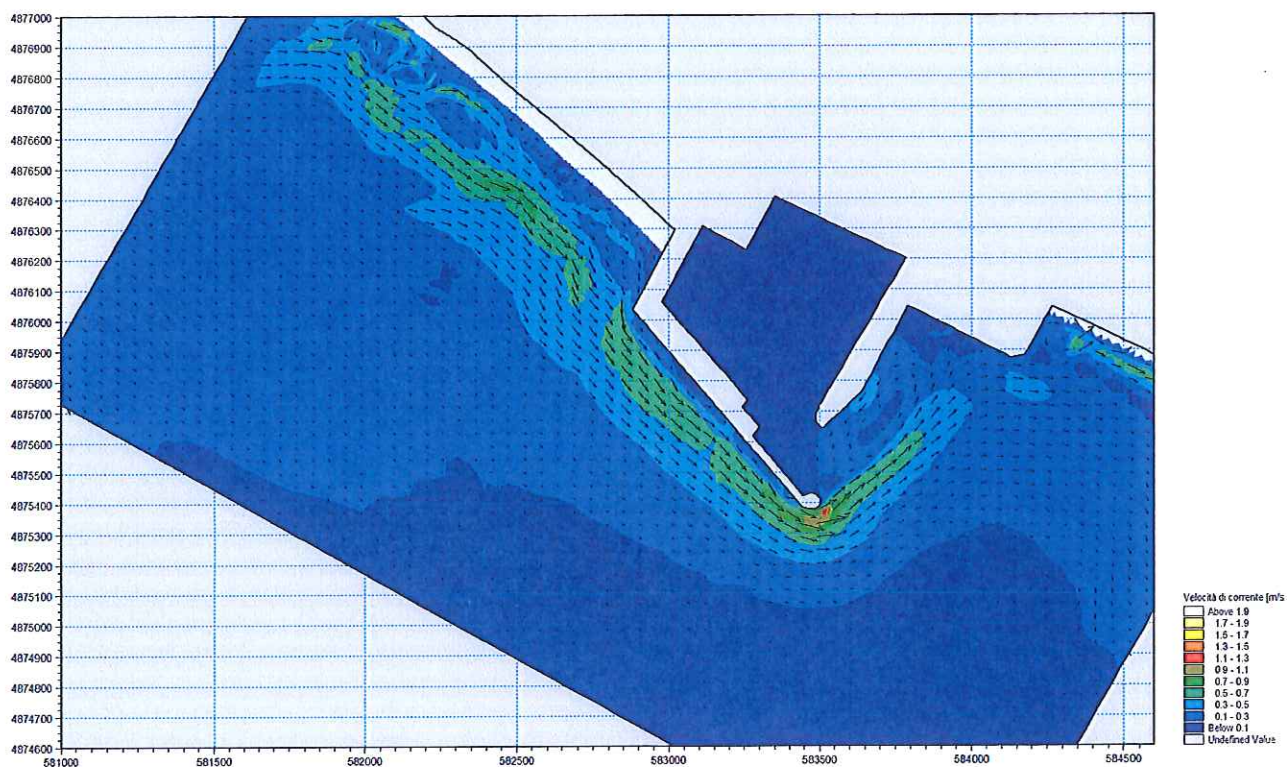 4877000
4876900
4876800
4876700
4876600
4876500
4876400
4876300
4876200
4876100
4876000
4875900
4875800
4875700
4875600
4875500
4875400
4875300
4875200
4875100
4875000
4874900
4874800
4874700
4874600
581000 581500 582000 582500 583000 583500 584000 584500
Velocità di corrente [m/s
Above 1.9
1.7 - 1.9
1.5 - 1.7
1.3 - 1.5
1.1 - 1.3
0.9 - 1.1
0.7 - 0.9
0.5 - 0.7
0.3 - 0.5
0.1 - 0.3
Below 0.1
Undefined Value